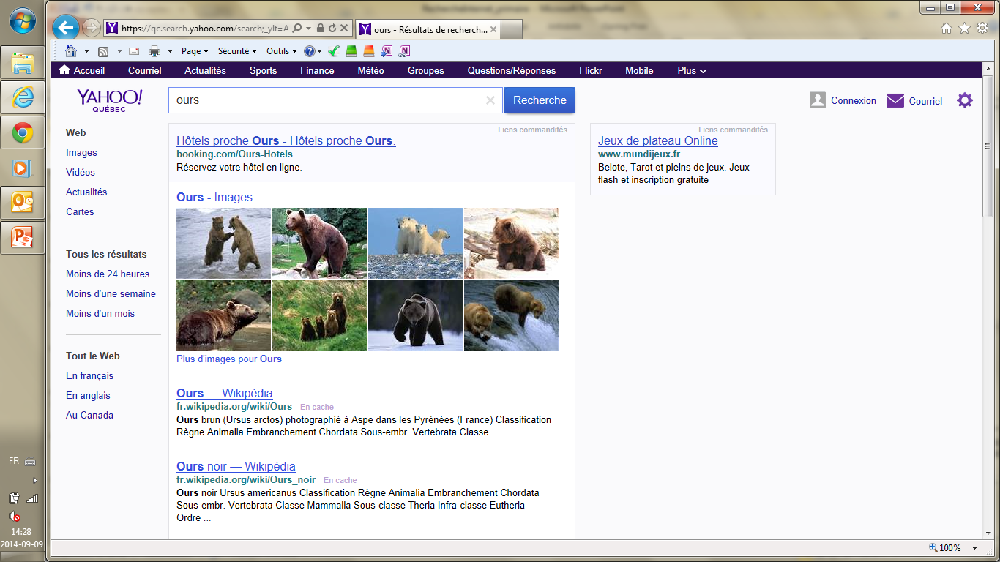 Recherche Internet_primaire - Microsoft PowerPoint
https://qc.search.yahoo.com/search;_ylt=A
ours - Résultats de recherch...
Page
Sécurité
Outils
Accueil
Courriel
Actualités
Sports
Finance
Météo
Groupes
Questions/Réponses
Flickr
Mobile
Plus
YAHOO!
QUÉBEC
ours
Recherche
Connexion
Courriel
Web
Images
Vidéos
Actualités
Cartes
Tous les résultats
Moins de 24 heures
Moins d'une semaine
Moins d'un mois
Tout le Web
En français
En anglais
Au Canada
Liens commandités
Hôtels proche Ours - Hôtels proche Ours.
booking.com/Ours-Hotels
Réservez votre hôtel en ligne.
Ours - Images
Plus d'images pour Ours
Ours — Wikipédia
fr.wikipedia.org/wiki/Ours En cache
Ours brun (Ursus arctos) photographié à Aspe dans les Pyrénées (France) Classification
Règne Animalia Embranchement Chordata Sous-embr. Vertebrata Classe ...
Ours noir — Wikipédia
fr.wikipedia.org/wiki/Ours_noir En cache
Ours noir Ursus americanus Classification Règne Animalia Embranchement Chordata
Sous-embr. Vertebrata Classe Mammalia Sous-classe Theria Infra-classe Eutheria
Ordre ...
Liens commandités
Jeux de plateau Online
www.mundijeux.fr
Belote, Tarot et pleins de jeux. Jeux
flash et inscription gratuite
FR
14:28
2014-09-09
100%